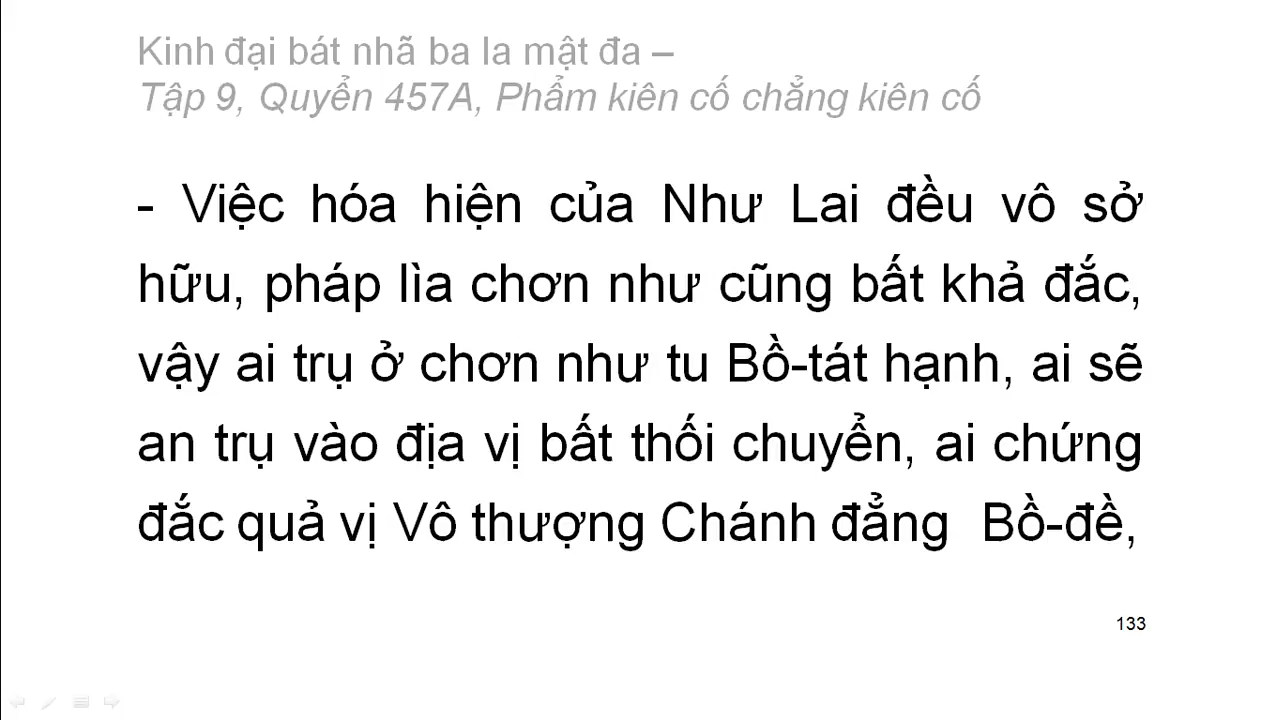 Kinh đại bát nhã ba la mật đa –
Tập 9, Quyển 457A, Phẩm kiên cố chẳng kiên cố
- Việc hóa hiện của Như Lai đều vô sở
hữu, pháp lìa chơn như cũng bất khả đắc,
vậy ai trụ ở chơn như tu Bồ-tát hạnh, ai sẽ
an trụ vào địa vị bất thối chuyển, ai chứng
đắc quả vị Vô thượng Chánh đẳng  Bồ-đề,
133